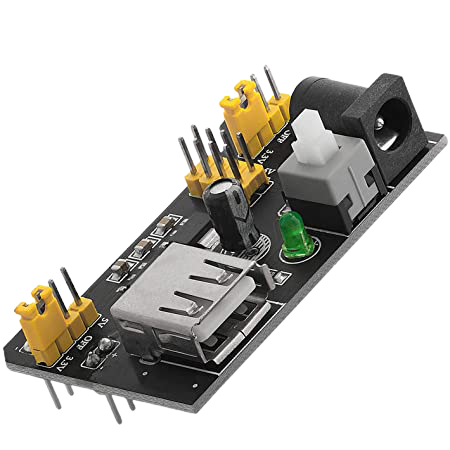 OFF
3.3V
5V
OFF
3.3V
- +